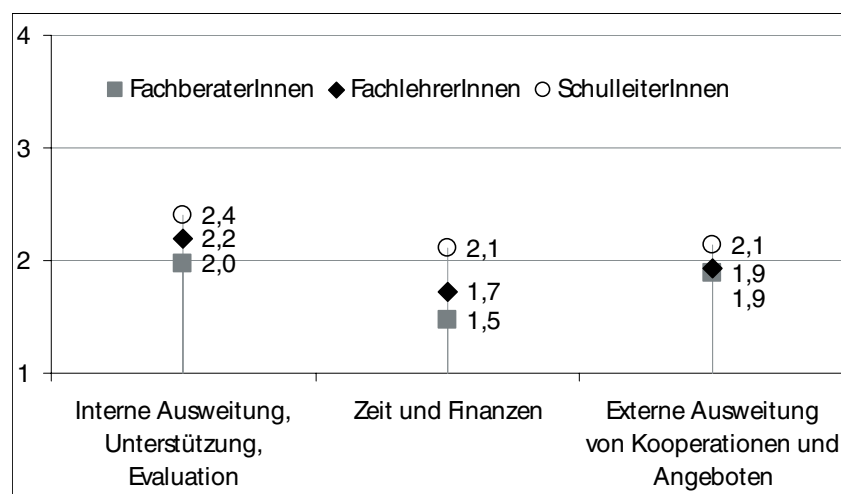 4
FachberaterInnen FachlehrerInnen SchulleiterInnen
3
2,4
2,2
2,0
2,1
1,7
1,5
2,1
1,9
1,9
2
1
Interne Ausweitung,
Unterstützung,
Evaluation
Zeit und Finanzen
Externe Ausweitung
von Kooperationen und
Angeboten